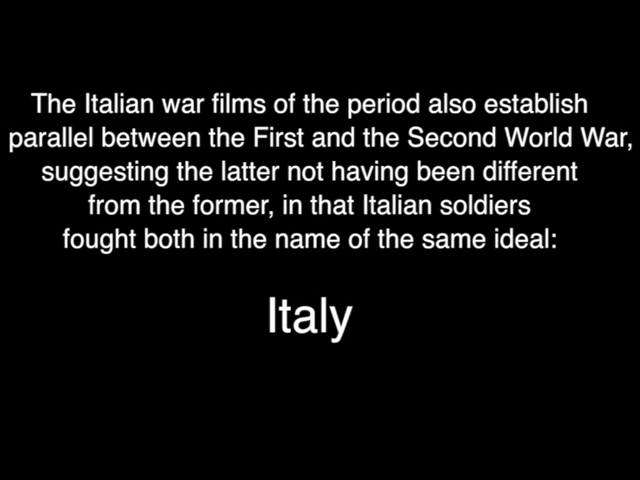 The Italian war films of the period also establish
parallel between the First and the Second World War,
suggesting the latter not having been different
from the former, in that Italian soldiers
fought both in the name of the same ideal:
Italy